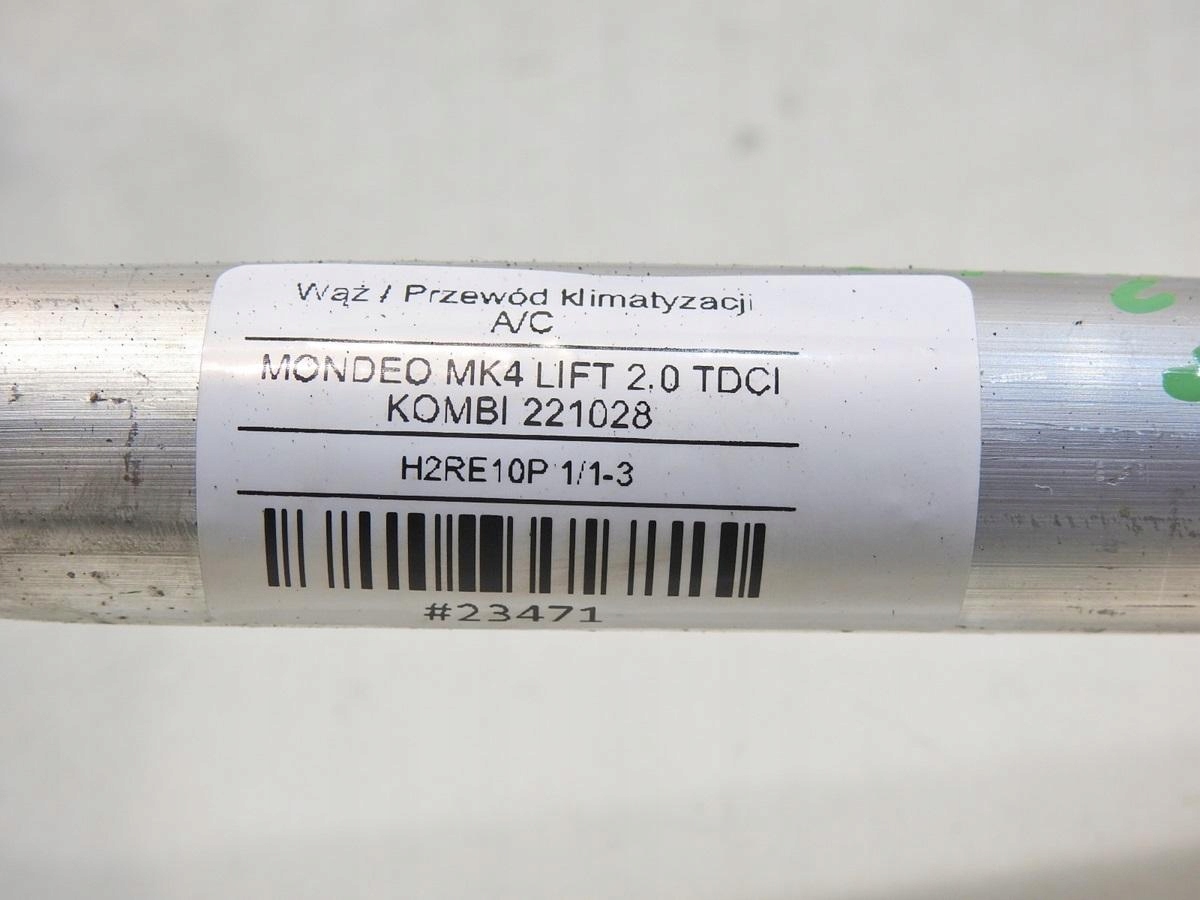 Wąż / Przewód klimatyzacji
A/C
MONDEO MK4 LIFT 2.0 TDCI
KOMBI 221028
H2RE10P 1/1-3
#23471